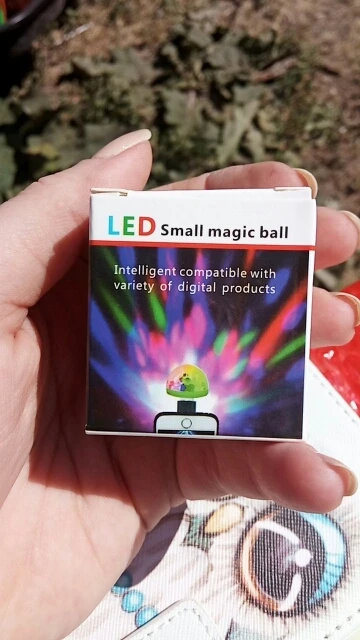 LED Small magic ball
Intelligent compatible with
variety of digital products